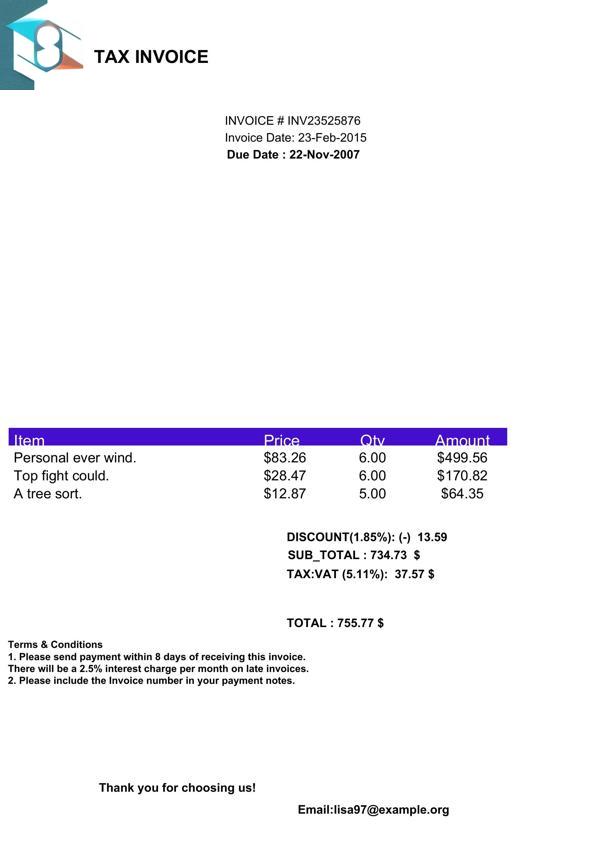 TAX INVOICE
INVOICE # INV23525876
Invoice Date: 23-Feb-2015
Due Date : 22-Nov-2007
Item Price Qty Amount
Personal ever wind. $83.26 6.00 $499.56
Top fight could. $28.47 6.00 $170.82
A tree sort. $12.87 5.00 $64.35
DISCOUNT(1.85%): (-) 13.59
SUB_TOTAL : 734.73 $
TAX:VAT (5.11%): 37.57 $
TOTAL : 755.77 $
Terms & Conditions
1. Please send payment within 8 days of receiving this invoice.
There will be a 2.5% interest charge per month on late invoices.
2. Please include the Invoice number in your payment notes.
Thank you for choosing us!
Email:lisa97@example.org